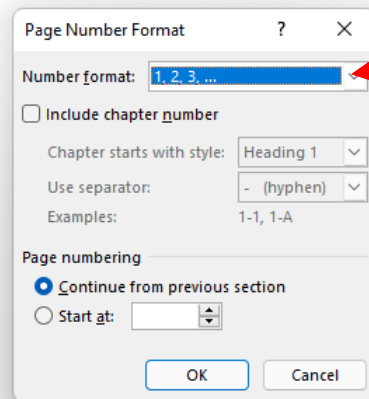 Page Number Format ?
Number format: 1, 2, 3, ...
Include chapter number
Chapter starts with style: Heading 1
Use separator: - (hyphen)
Examples: 1-1, 1-A
Page numbering
Continue from previous section
Start at:
OK Cancel